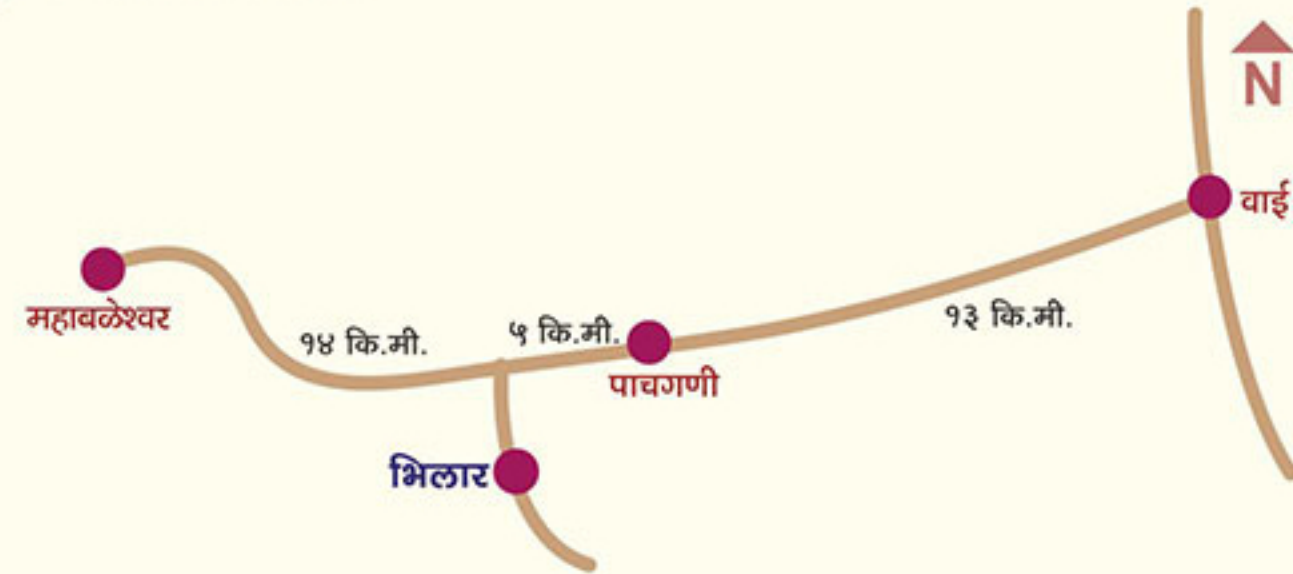 N
वाई
महाबळेश्वर
१४ कि.मी.
५ कि.मी.
१३ कि.मी.
पाचगणी
भिलार